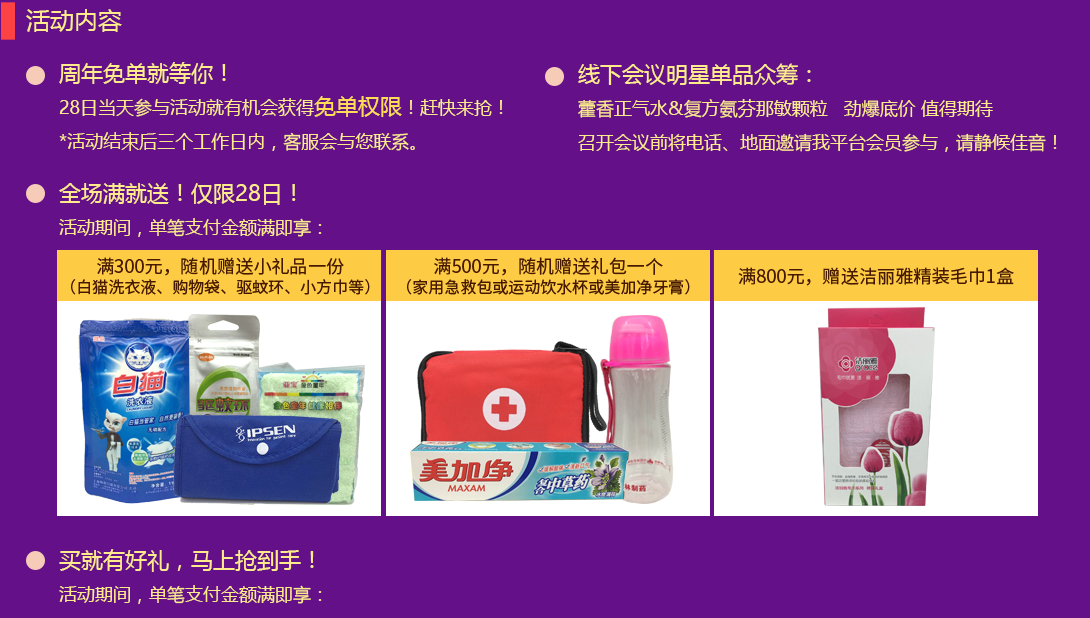 活动内容
周年免单就等你！
28日当天参与活动就有机会获得免单权限！赶快来抢！
*活动结束后三个工作日内，客服会与您联系。
线下会议明星单品众筹：
藿香正气水&复方氨芬那敏颗粒 劲爆底价 值得期待
召开会议前将电话、地面邀请我平台会员参与，请静候佳音！
全场满就送！仅限28日！
活动期间，单笔支付金额满即享：
满300元，随机赠送小礼品一份
（白猫洗衣液、购物袋、驱蚊环、小方巾等）
满500元，随机赠送礼包一个
（家用急救包或运动饮水杯或美加净牙膏）
满800元，赠送洁丽雅精装毛巾1盒
白猫
洗衣液
驱蚊环
IPSEN
美加净
MAXAM
中草药
制药
洁丽雅
买就有好礼，马上抢到手！
活动期间，单笔支付金额满即享：